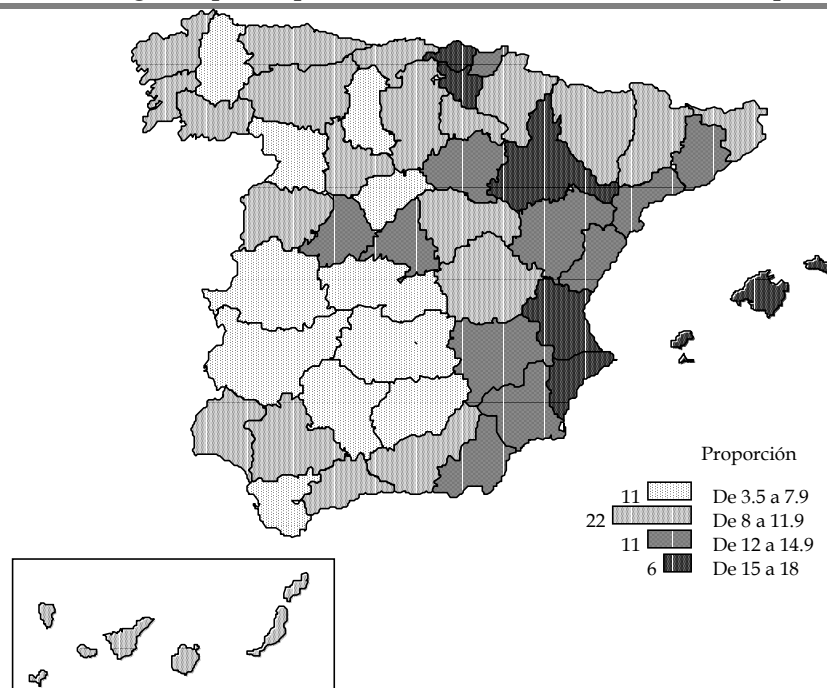 Proporción
11 De 3.5 a 7.9
22 De 8 a 11.9
11 De 12 a 14.9
6 De 15 a 18